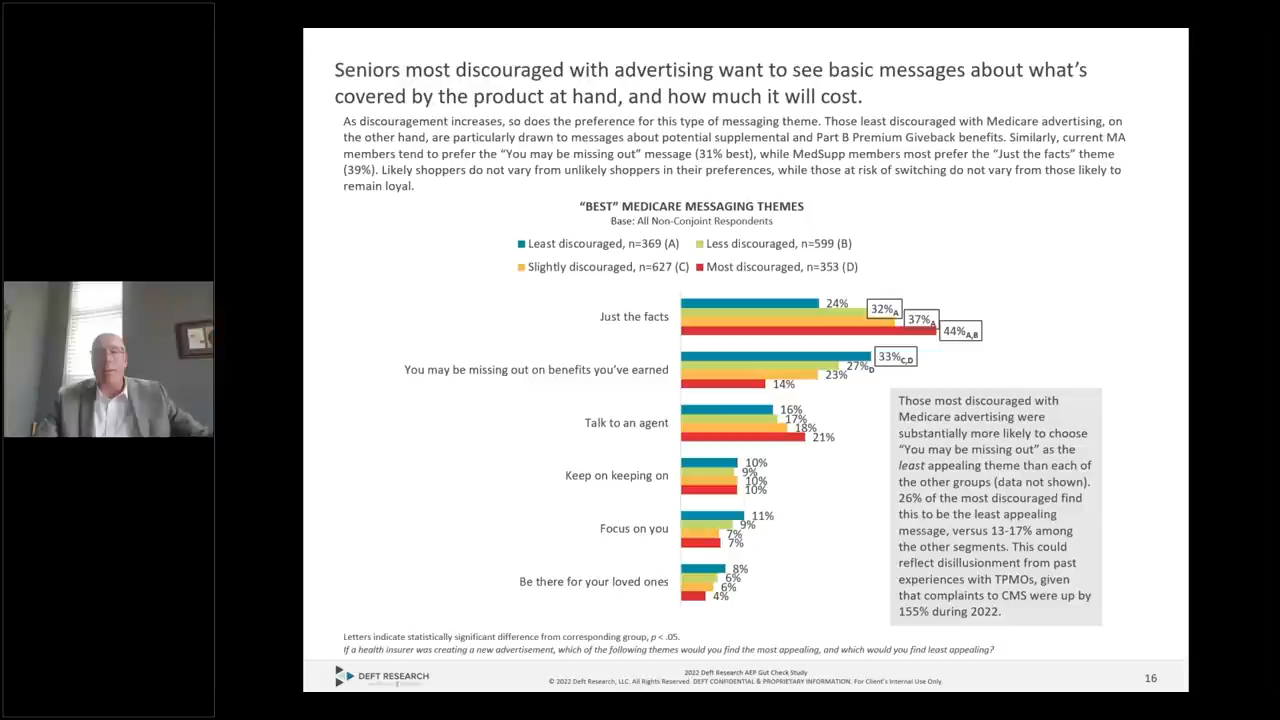 Seniors most discouraged with advertising want to see basic messages about what's
covered by the product at hand, and how much it will cost.
As discouragement increases, so does the preference for this type of messaging theme. Those least discouraged with Medicare advertising, on
the other hand, are particularly drawn to messages about potential supplemental and Part B Premium Giveback benefits. Similarly, current MA
members tend to prefer the "You may be missing out" message (31% best), while MedSupp members most prefer the "Just the facts" theme
(39%). Likely shoppers do not vary from unlikely shoppers in their preferences, while those at risk of switching do not vary from those likely to
remain loyal.
"BEST" MEDICARE MESSAGING THEMES
Base: All Non-Conjoint Respondents
Least discouraged, n=369 (A) Less discouraged, n=599 (B)
Slightly discouraged, n=627 (C) Most discouraged, n=353 (D)
Just the facts
24%
32%A
37%A
44%A,B
You may be missing out on benefits you've earned
33%C,D
27%D
23%
14%
Talk to an agent
16%
17%
18%
21%
Keep on keeping on
10%
9%
10%
10%
Focus on you
11%
9%
7%
7%
Be there for your loved ones
8%
6%
6%
4%
Those most discouraged with
Medicare advertising were
substantially more likely to choose
"You may be missing out" as the
least appealing theme than each of
the other groups (data not shown).
26% of the most discouraged find
this to be the least appealing
message, versus 13-17% among
the other segments. This could
reflect disillusionment from past
experiences with TPMOs, given
that complaints to CMS were up by
155% during 2022.
Letters indicate statistically significant difference from corresponding group, p < .05.
If a health insurer was creating a new advertisement, which of the following themes would you find the most appealing, and which would you find least appealing?
DEFT RESEARCH
2022 Deft Research AEP Gut Check Study
© 2022 Deft Research, LLC. All Rights Reserved. DEFT CONFIDENTIAL & PROPRIETARY INFORMATION. For Client's Internal Use Only.
16